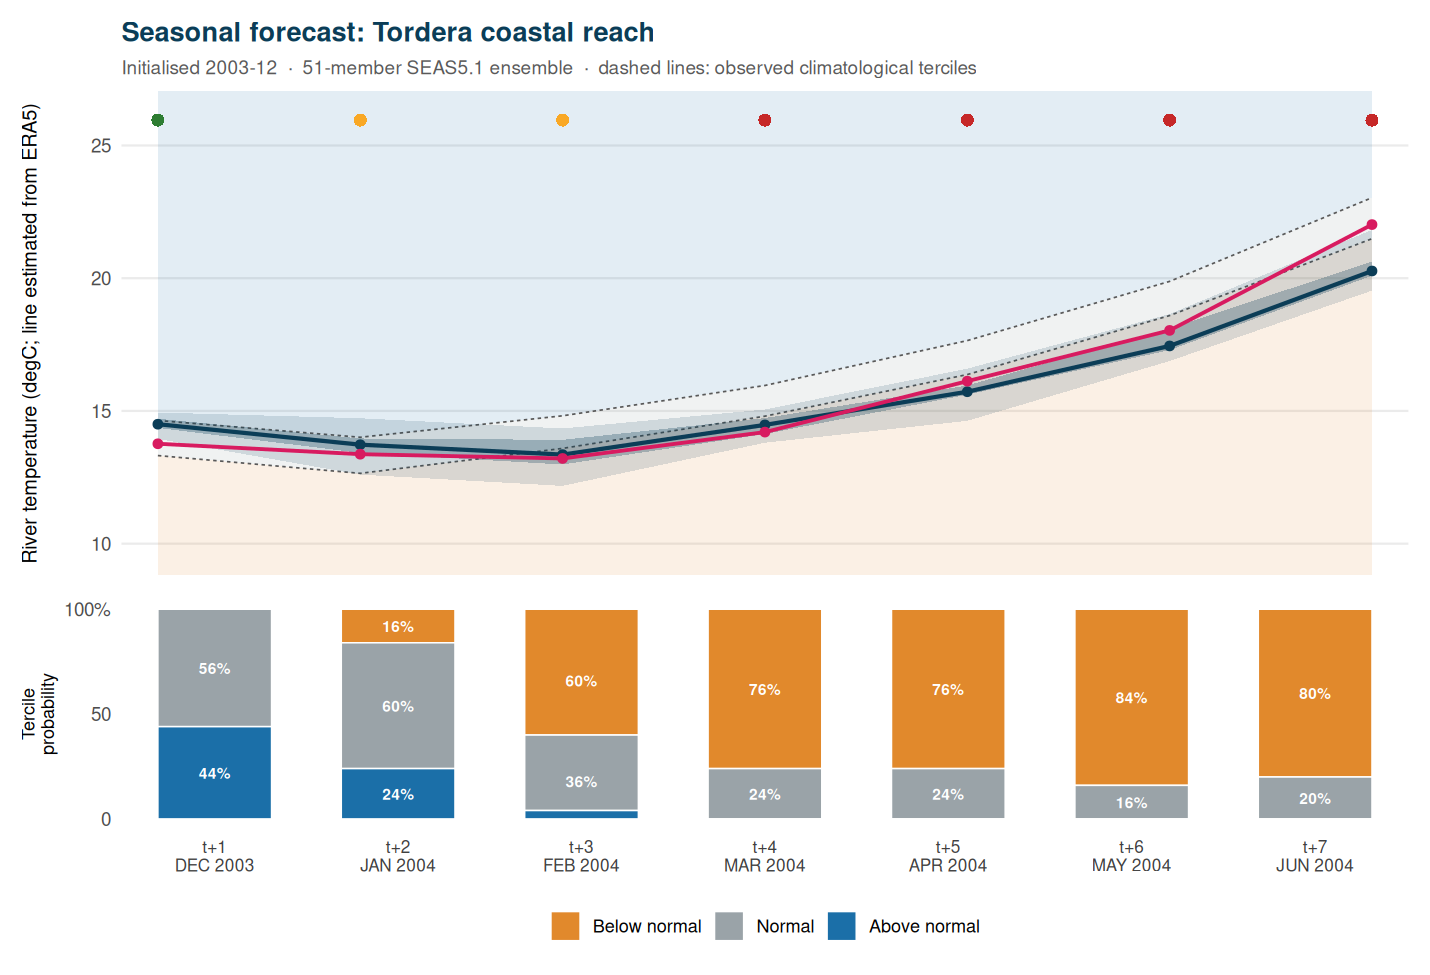 Seasonal forecast: Tordera coastal reach
Initialised 2003-12 · 51-member SEAS5.1 ensemble · dashed lines: observed climatological terciles
River temperature (degC; line estimated from ERA5)
25
20
15
10
Tercile
probability
100%
50
0
56%
44%
16%
60%
24%
60%
36%
76%
24%
76%
24%
84%
16%
80%
20%
t+1
DEC 2003
t+2
JAN 2004
t+3
FEB 2004
t+4
MAR 2004
t+5
APR 2004
t+6
MAY 2004
t+7
JUN 2004
Below normal
Normal
Above normal